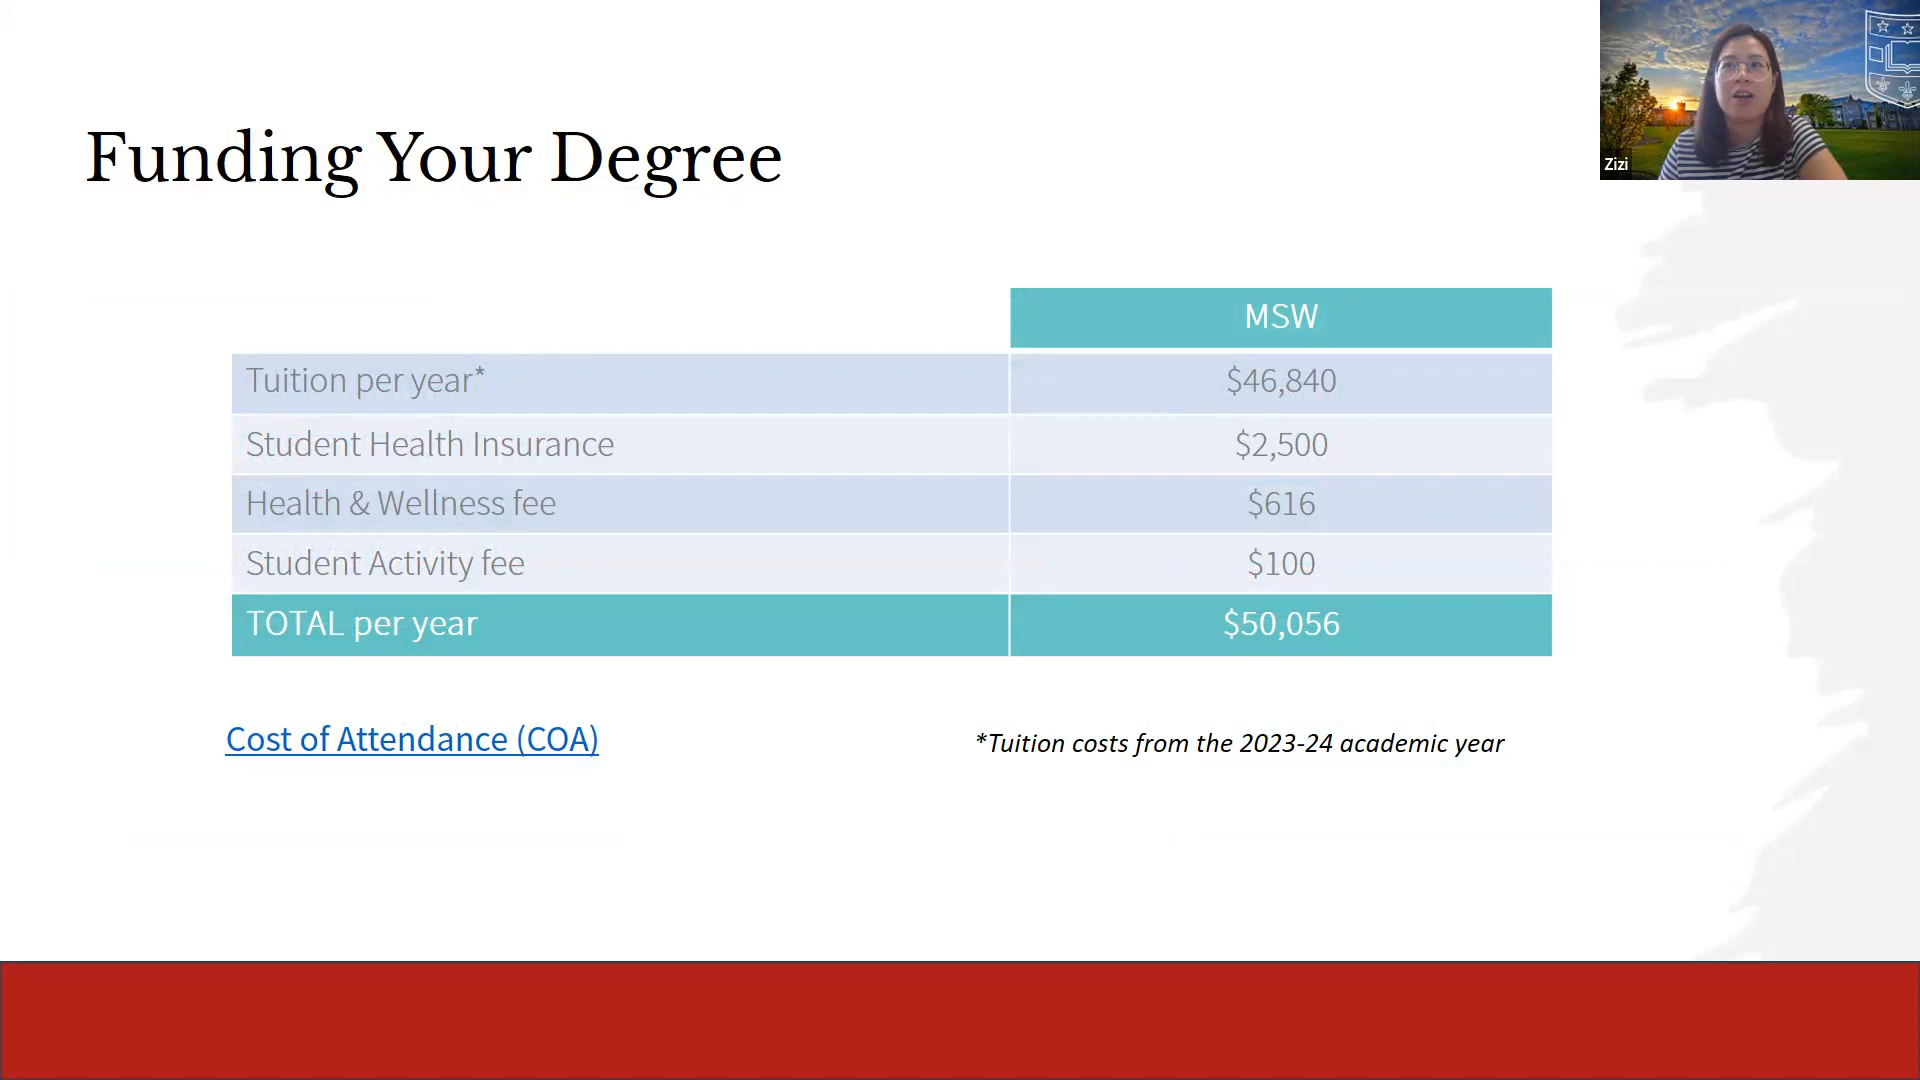 Funding Your Degree
Zizi
MSW
Tuition per year* $46,840
Student Health Insurance $2,500
Health & Wellness fee $616
Student Activity fee $100
TOTAL per year $50,056
Cost of Attendance (COA)
*Tuition costs from the 2023-24 academic year